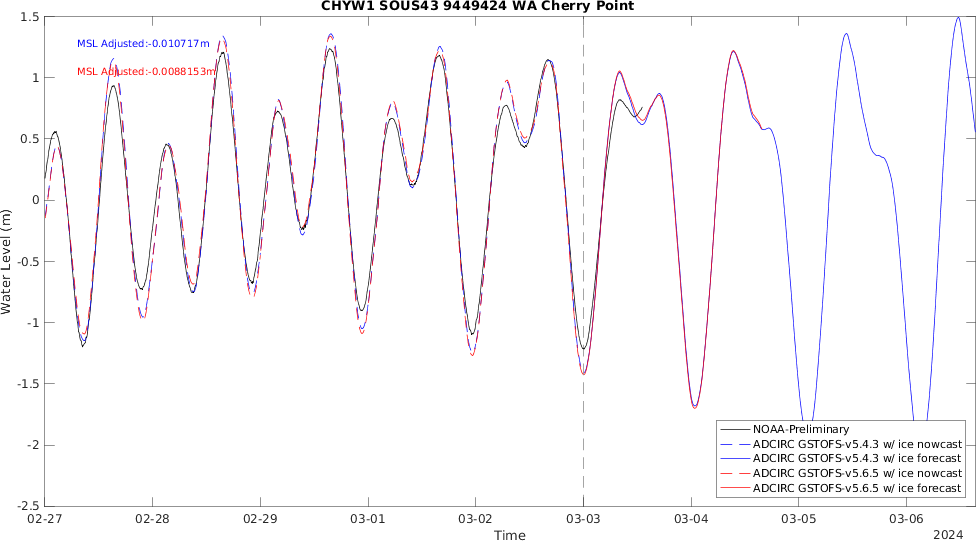 CHYW1 SOUS43 9449424 WA Cherry Point
MSL Adjusted:-0.010717m
MSL Adjusted:-0.0088153m
Water Level (m)
1.5
1
0.5
0
-0.5
-1
-1.5
-2
-2.5
NOAA-Preliminary
ADCIRC GSTOFS-v5.4.3 w/ ice nowcast
ADCIRC GSTOFS-v5.4.3 w/ ice forecast
ADCIRC GSTOFS-v5.6.5 w/ ice nowcast
ADCIRC GSTOFS-v5.6.5 w/ ice forecast
02-27 02-28 02-29 03-01 03-02 03-03 03-04 03-05 03-06
Time
2024